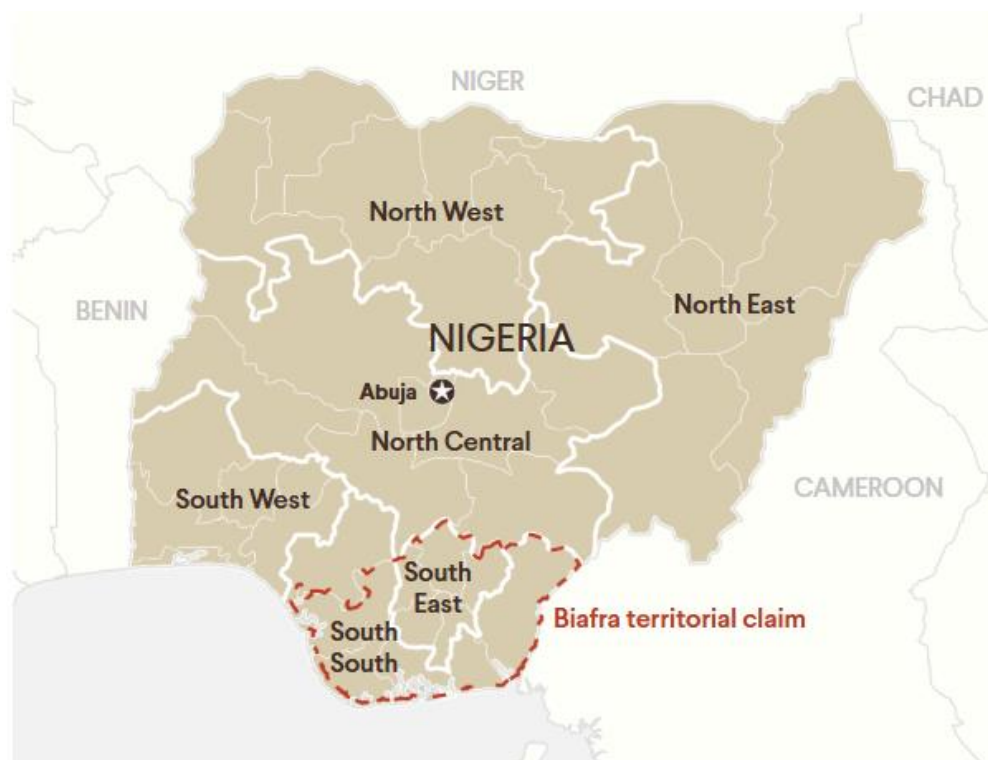 NIGER
CHAD
North West
BENIN
North East
NIGERIA
Abuja
North Central
CAMEROON
South West
South
East
Biafra territorial claim
South
South